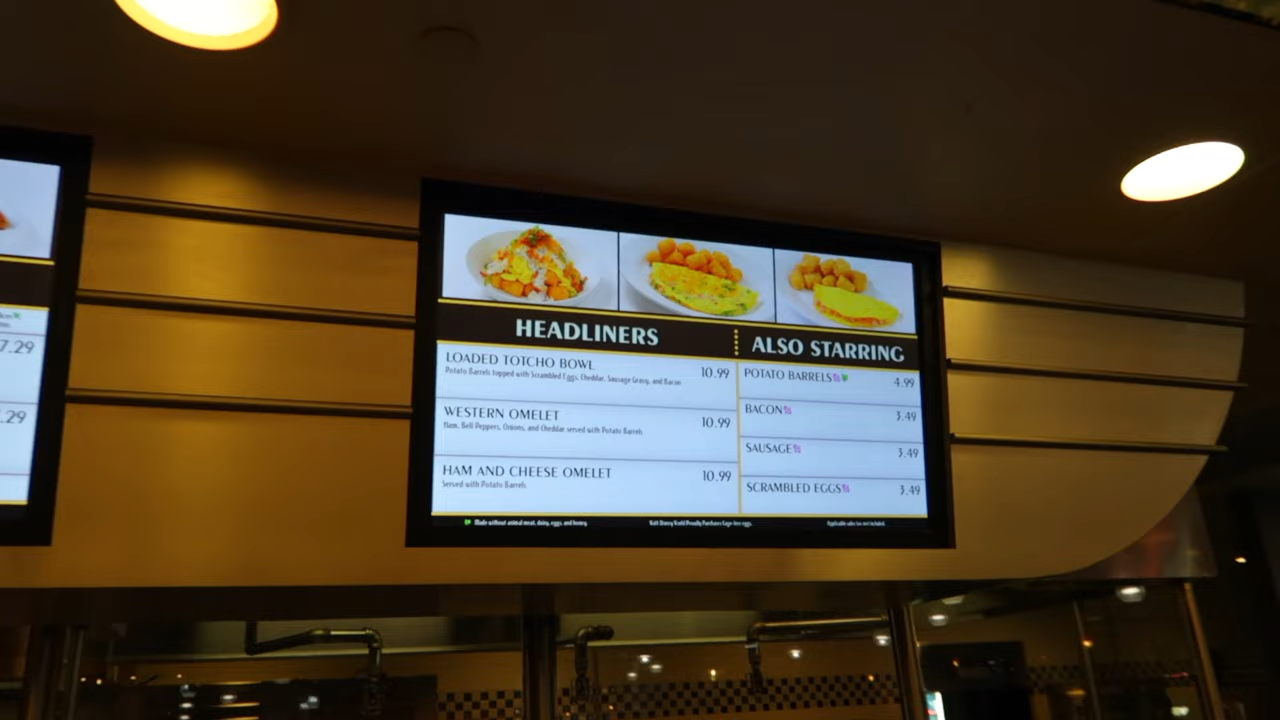 7.29
.29
HEADLINERS
LOADED TOTCHO BOWL 10.99
Potato Barrels topped with Scrambled Eggs, Cheddar, Sausage Gravy, and Bacon
WESTERN OMELET 10.99
Ham, Bell Peppers, Onions, and Cheddar served with Potato Barrels
HAM AND CHEESE OMELET 10.99
Served with Potato Barrels
ALSO STARRING
POTATO BARRELS 4.99
BACON 3.49
SAUSAGE 3.49
SCRAMBLED EGGS 3.49
Made without animal meat, dairy, eggs, and honey.
Walt Disney World Proudly Purchases Cage-free eggs.
Applicable sales tax not included.